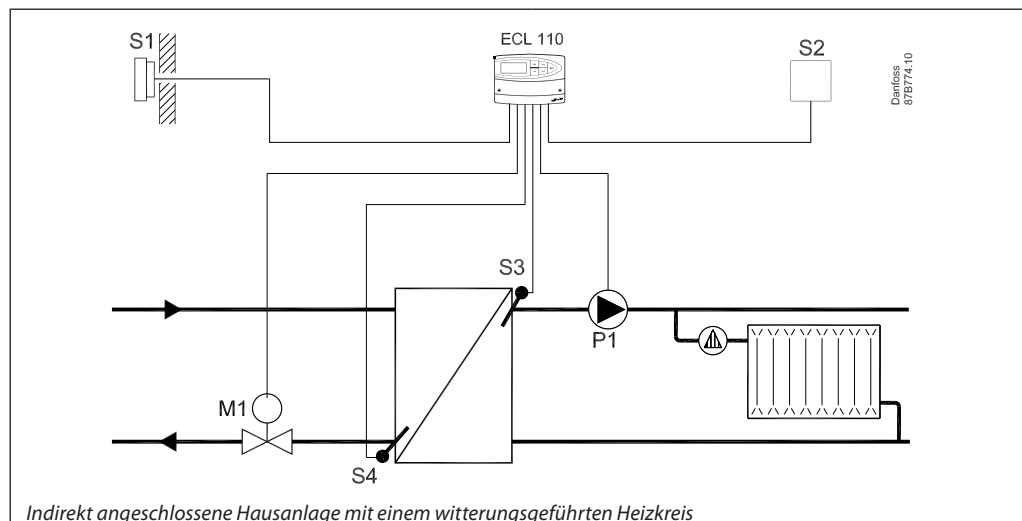 S1
ECL 110
S2
Danfoss
87B774.10
S3
P1
M1
S4
Indirekt angeschlossene Hausanlage mit einem witterungsgeführten Heizkreis